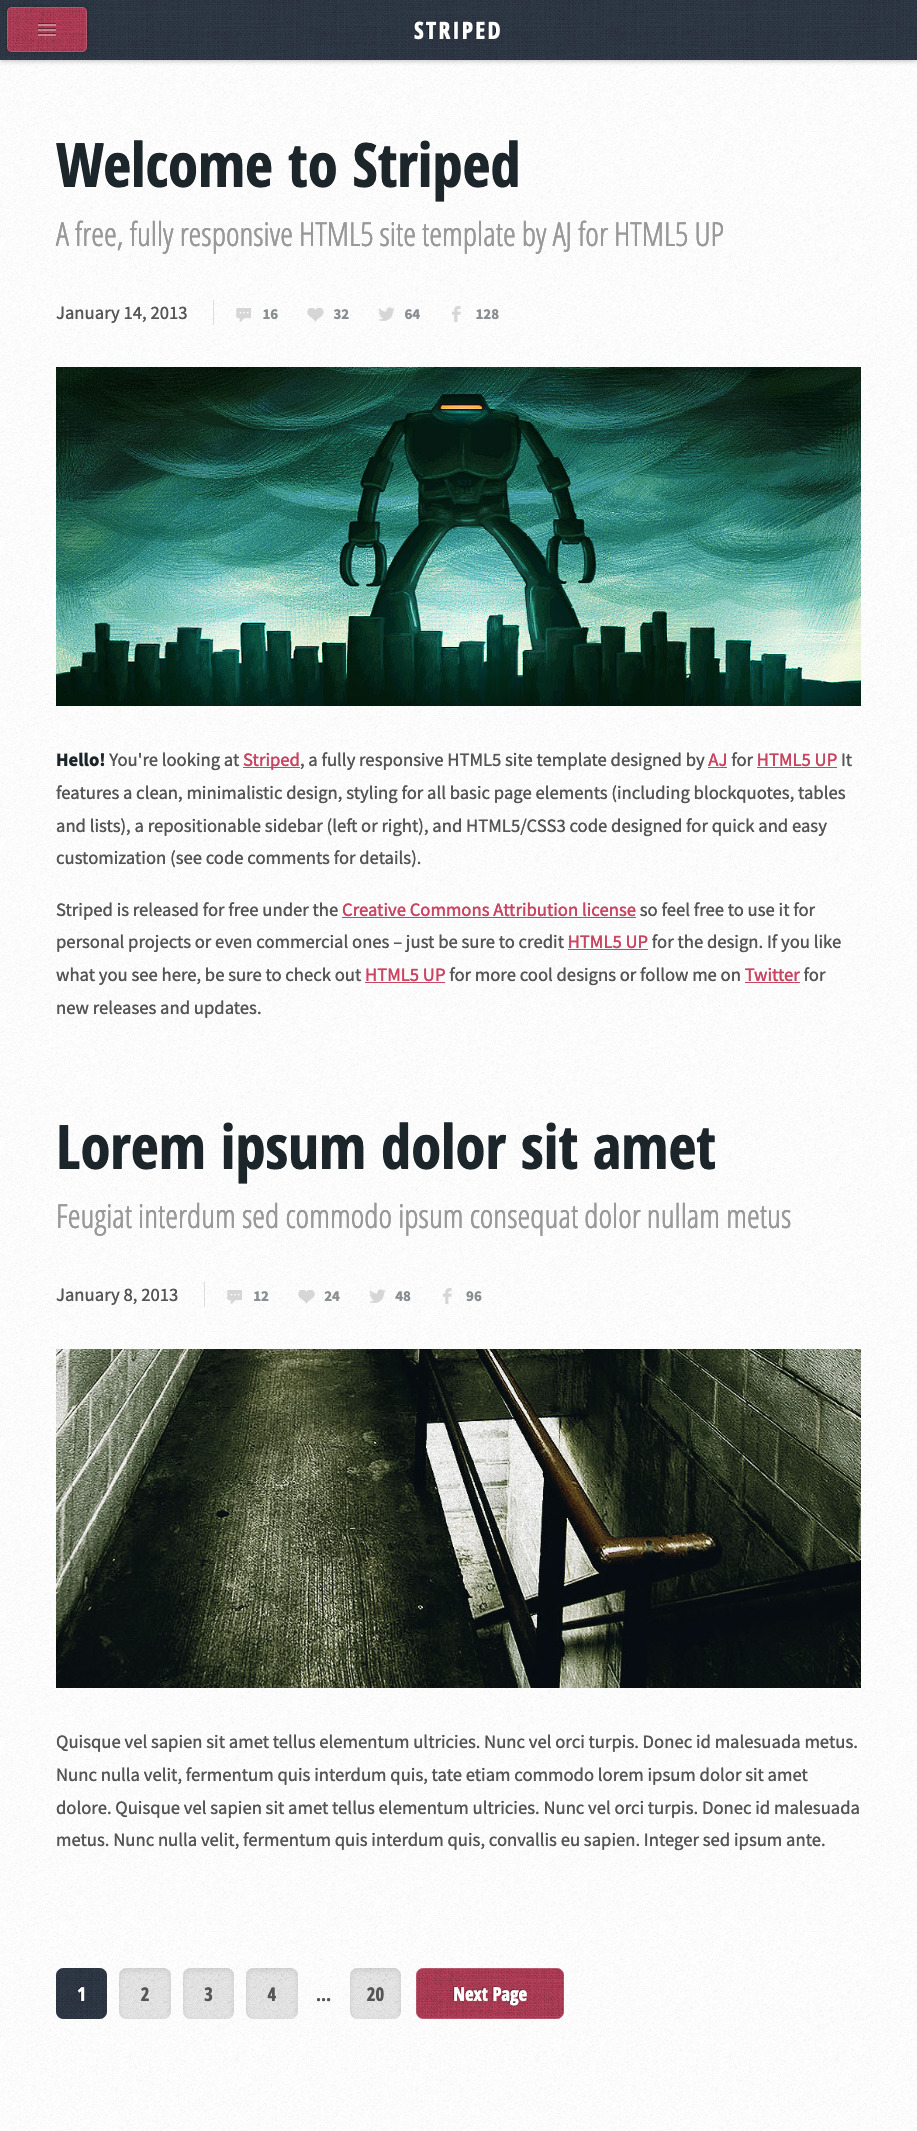 STRIPED
Welcome to Striped
A free, fully responsive HTML5 site template by AJ for HTML5 UP
January 14, 2013 16 32 64 128
Hello! You're looking at Striped, a fully responsive HTML5 site template designed by AJ for HTML5 UP It
features a clean, minimalistic design, styling for all basic page elements (including blockquotes, tables
and lists), a repositionable sidebar (left or right), and HTML5/CSS3 code designed for quick and easy
customization (see code comments for details).
Striped is released for free under the Creative Commons Attribution license so feel free to use it for
personal projects or even commercial ones – just be sure to credit HTML5 UP for the design. If you like
what you see here, be sure to check out HTML5 UP for more cool designs or follow me on Twitter for
new releases and updates.
Lorem ipsum dolor sit amet
Feugiat interdum sed commodo ipsum consequat dolor nullam metus
January 8, 2013 12 24 48 96
Quisque vel sapien sit amet tellus elementum ultricies. Nunc vel orci turpis. Donec id malesuada metus.
Nunc nulla velit, fermentum quis interdum quis, tate etiam commodo lorem ipsum dolor sit amet
dolore. Quisque vel sapien sit amet tellus elementum ultricies. Nunc vel orci turpis. Donec id malesuada
metus. Nunc nulla velit, fermentum quis interdum quis, convallis eu sapien. Integer sed ipsum ante.
1 2 3 4 … 20 Next Page